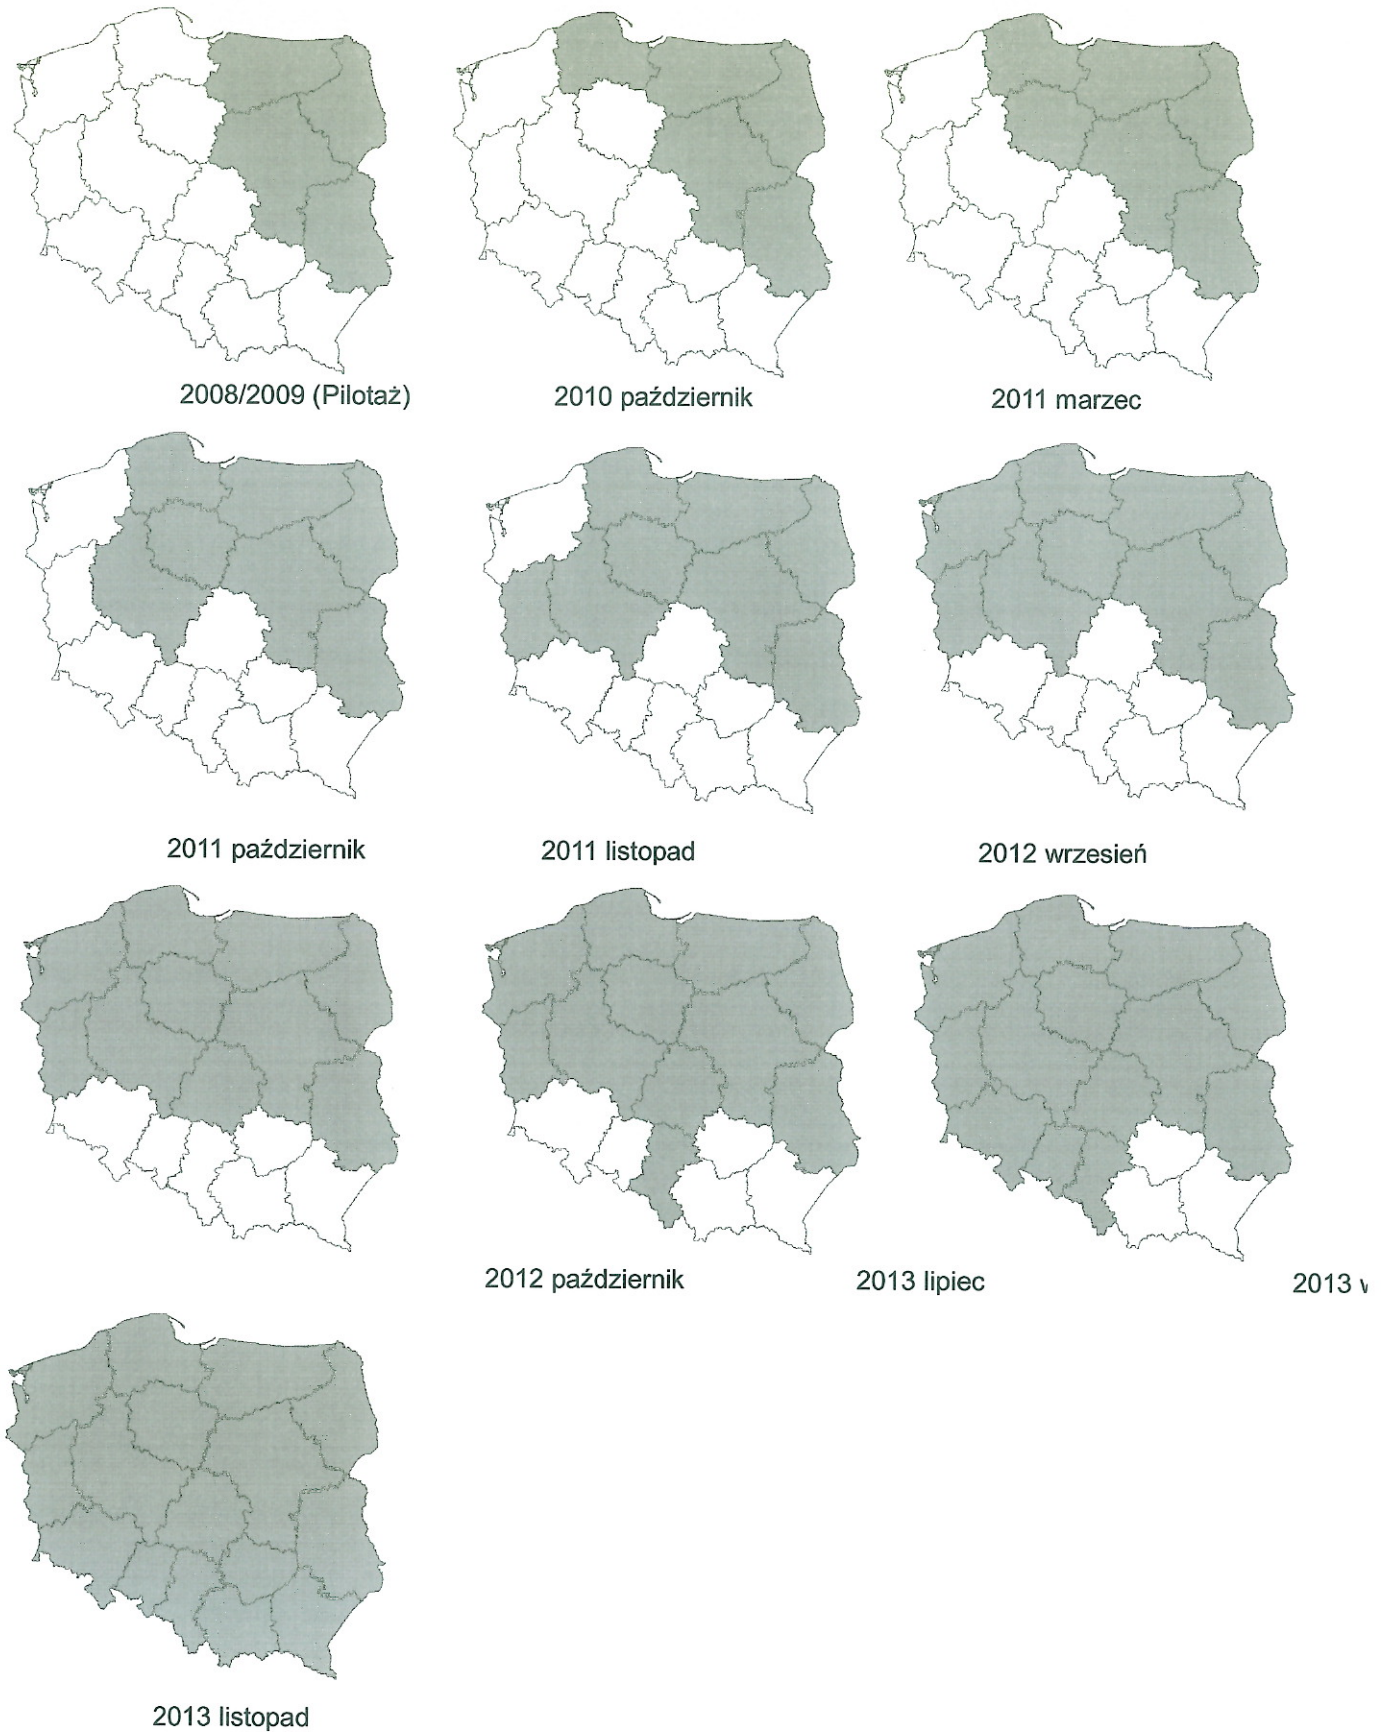 2008/2009 (Pilotaż)
2010 październik
2011 marzec
2011 październik
2011 listopad
2012 wrzesień
2012 październik
2013 lipiec
2013
2013 listopad